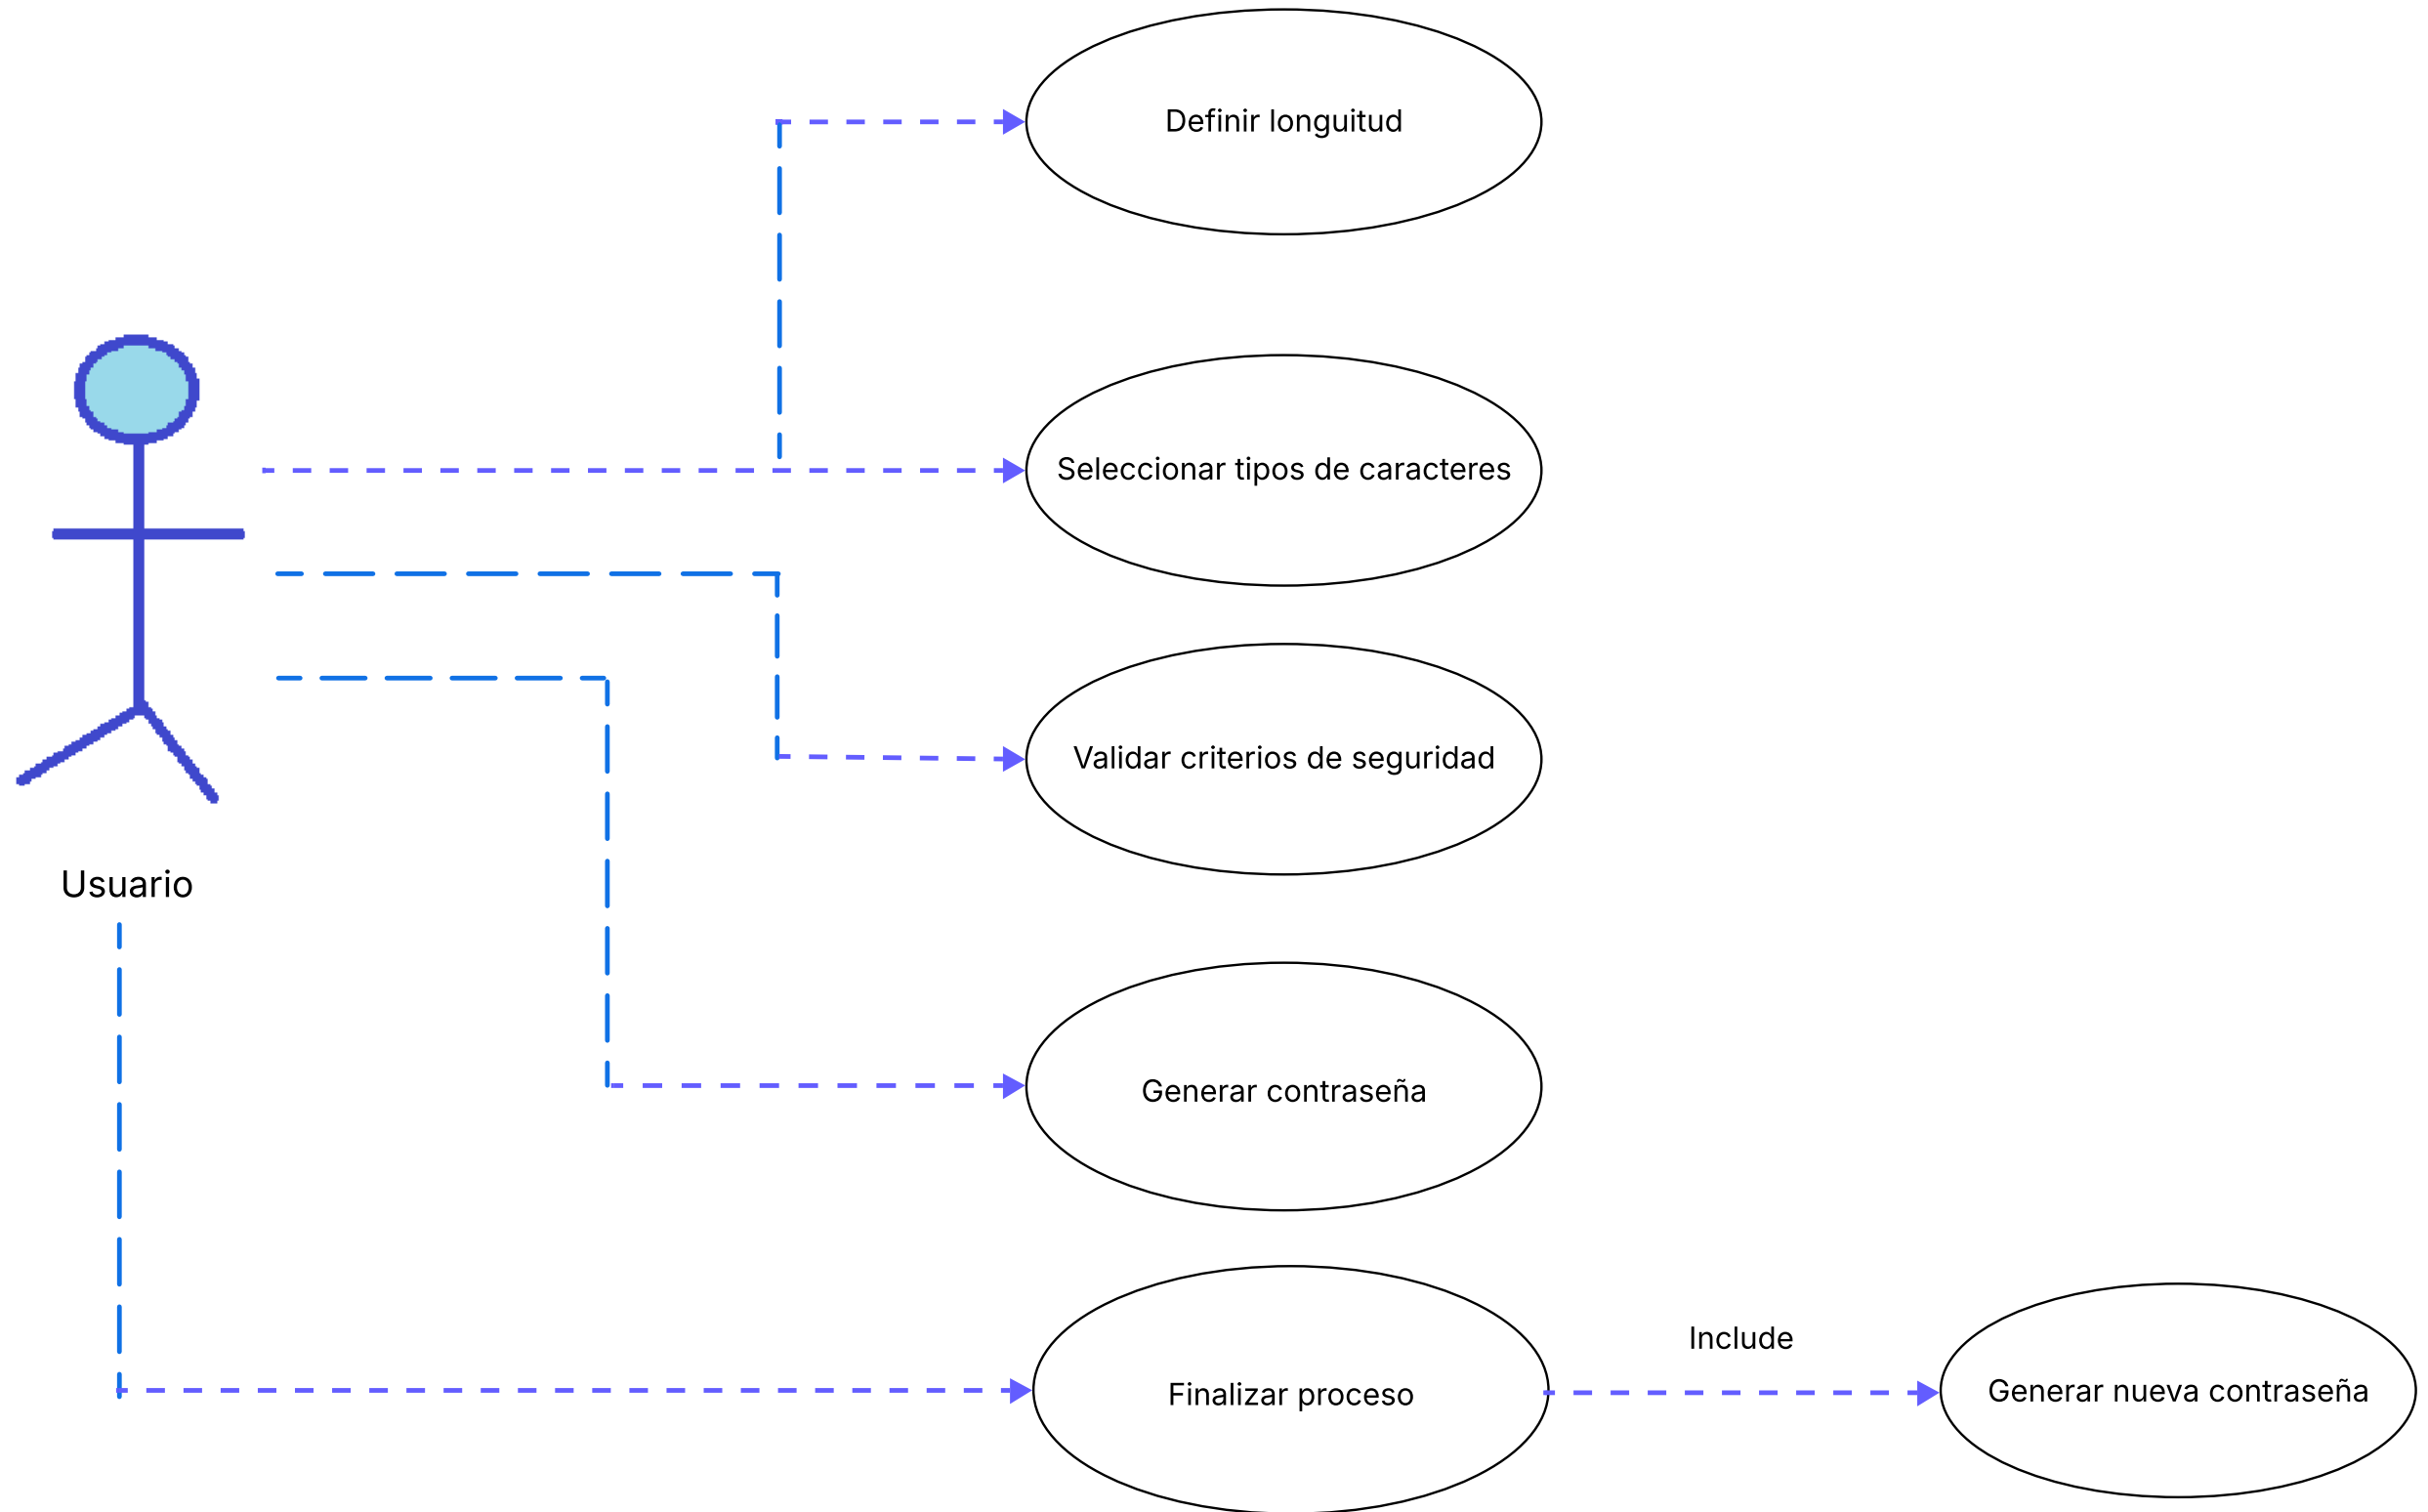 Definir longuitud
Seleccionar tipos de caracteres
Validar criterios de seguridad
Usuario
Generar contraseña
Include
Finalizar proceso
Generar nueva contraseña